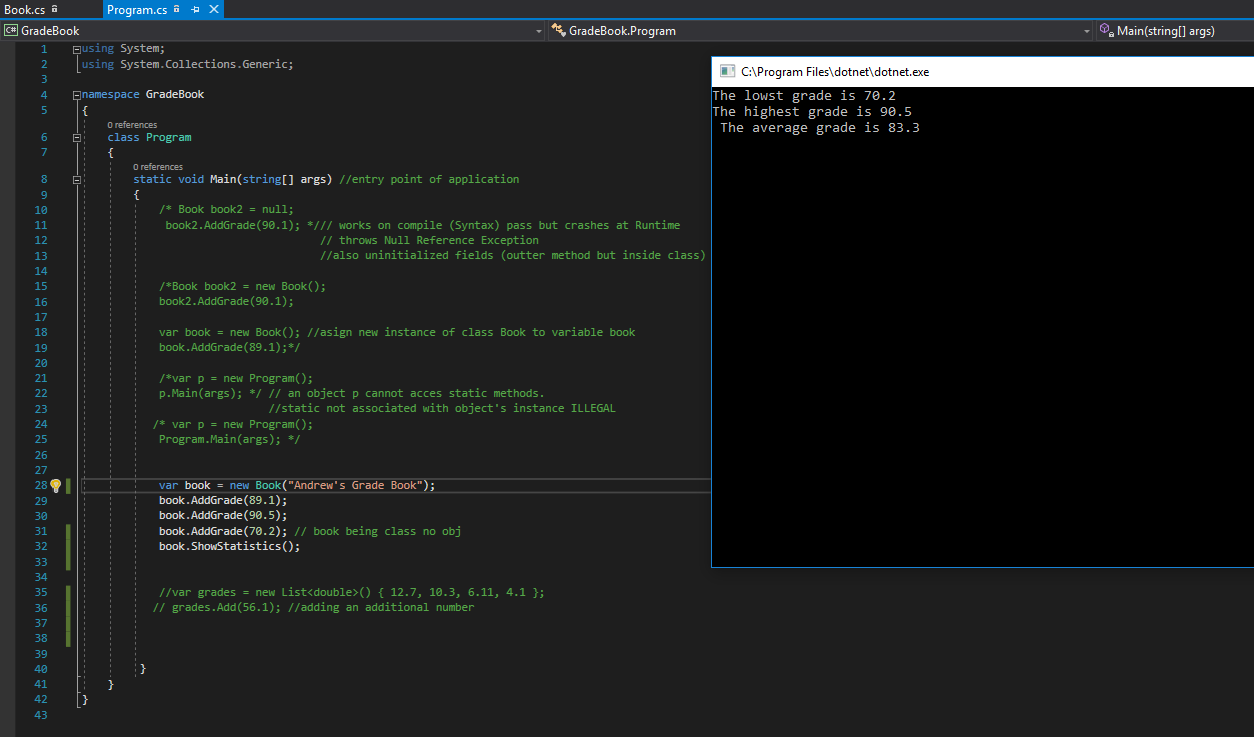 Book.cs
Program.cs
C# GradeBook
GradeBook.Program
Main(string[] args)
1 using System;
2 using System.Collections.Generic;
3
4 namespace GradeBook
5 {
0 references
6 class Program
7 {
0 references
8 static void Main(string[] args) //entry point of application
9 {
10 /* Book book2 = null;
11 book2.AddGrade(90.1); *// // works on compile (Syntax) pass but crashes at Runtime
12 // throws Null Reference Exception
13 //also uninitialized fields (outter method but inside class)
14
15 /*Book book2 = new Book();
16 book2.AddGrade(90.1);
17
18 var book = new Book(); //asign new instance of class Book to variable book
19 book.AddGrade(89.1);*/
20
21 /*var p = new Program();
22 p.Main(args); */ // an object p cannot acces static methods.
23 //static not associated with object's instance ILLEGAL
24 /* var p = new Program();
25 Program.Main(args); */
26
27
28 var book = new Book("Andrew's Grade Book");
29 book.AddGrade(89.1);
30 book.AddGrade(90.5);
31 book.AddGrade(70.2); // book being class no obj
32 book.ShowStatistics();
33
34
35 //var grades = new List<double>() { 12.7, 10.3, 6.11, 4.1 };
36 // grades.Add(56.1); //adding an additional number
37
38
39
40 }
41 }
42 }
43
C:\Program Files\dotnet\dotnet.exe
The lowst grade is 70.2
The highest grade is 90.5
The average grade is 83.3